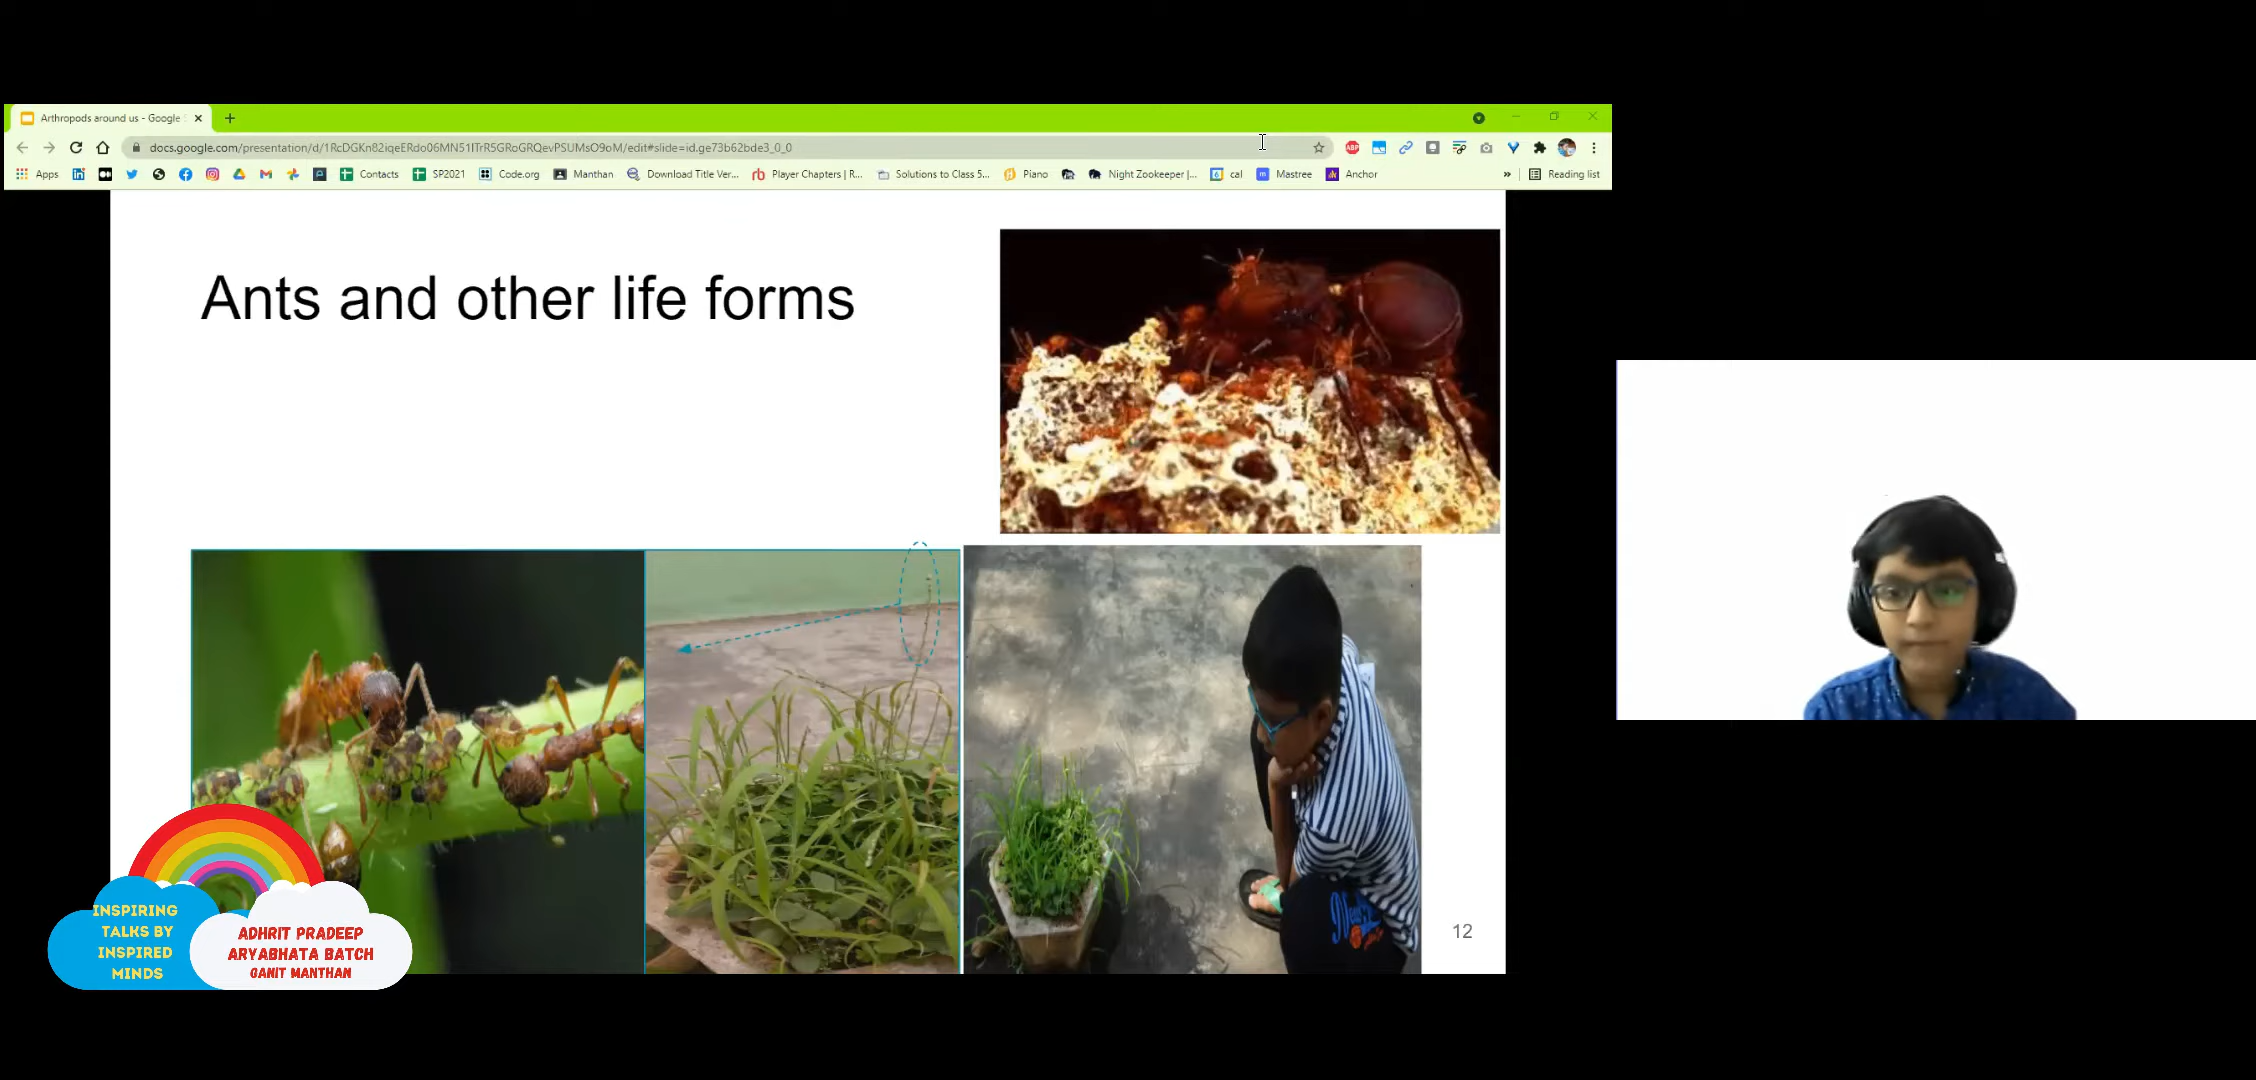 Arthropods around us - Google
docs.google.com/presentation/d/1RcDGKn82iqeERdo06MN51ITrR5GRoGRQevPSUMsO9oM/edit#slide=id.ge73b62bde3_0_0
ABP
Apps Contacts SP2021 Code.org Manthan Download Title Ver... Player Chapters | R... Solutions to Class 5... Piano Night Zookeeper |... cal Mastree Anchor » Reading list
Ants and other life forms
12
INSPIRING
TALKS BY
INSPIRED
MINDS
ADHRIT PRADEEP
ARYABHATA BATCH
GANIT MANTHAN